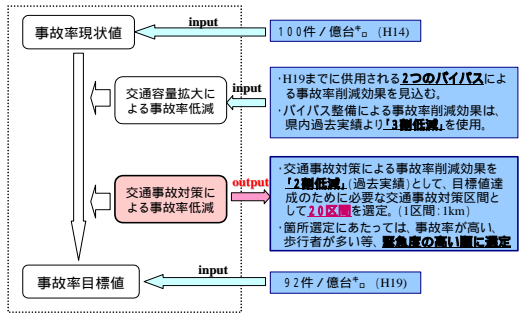 事故率現状値
input
100件/億台㌔ (H14)
交通容量拡大に
よる事故率低減
input
・H19までに供用される2つのバイパスによ
る事故率削減効果を見込む。
・バイパス整備による事故率削減効果は、
県内過去実績より「3割低減」を使用。
交通事故対策に
よる事故率低減
output
・交通事故対策による事故率削減効果を
「2割低減」(過去実績)として、目標値達
成のために必要な交通事故対策区間と
して20区間を選定。(1区間:1km)
・箇所選定にあたっては、事故率が高い、
歩行者が多い等、緊急度の高い順に選定
事故率目標値
input
92件/億台㌔ (H19)